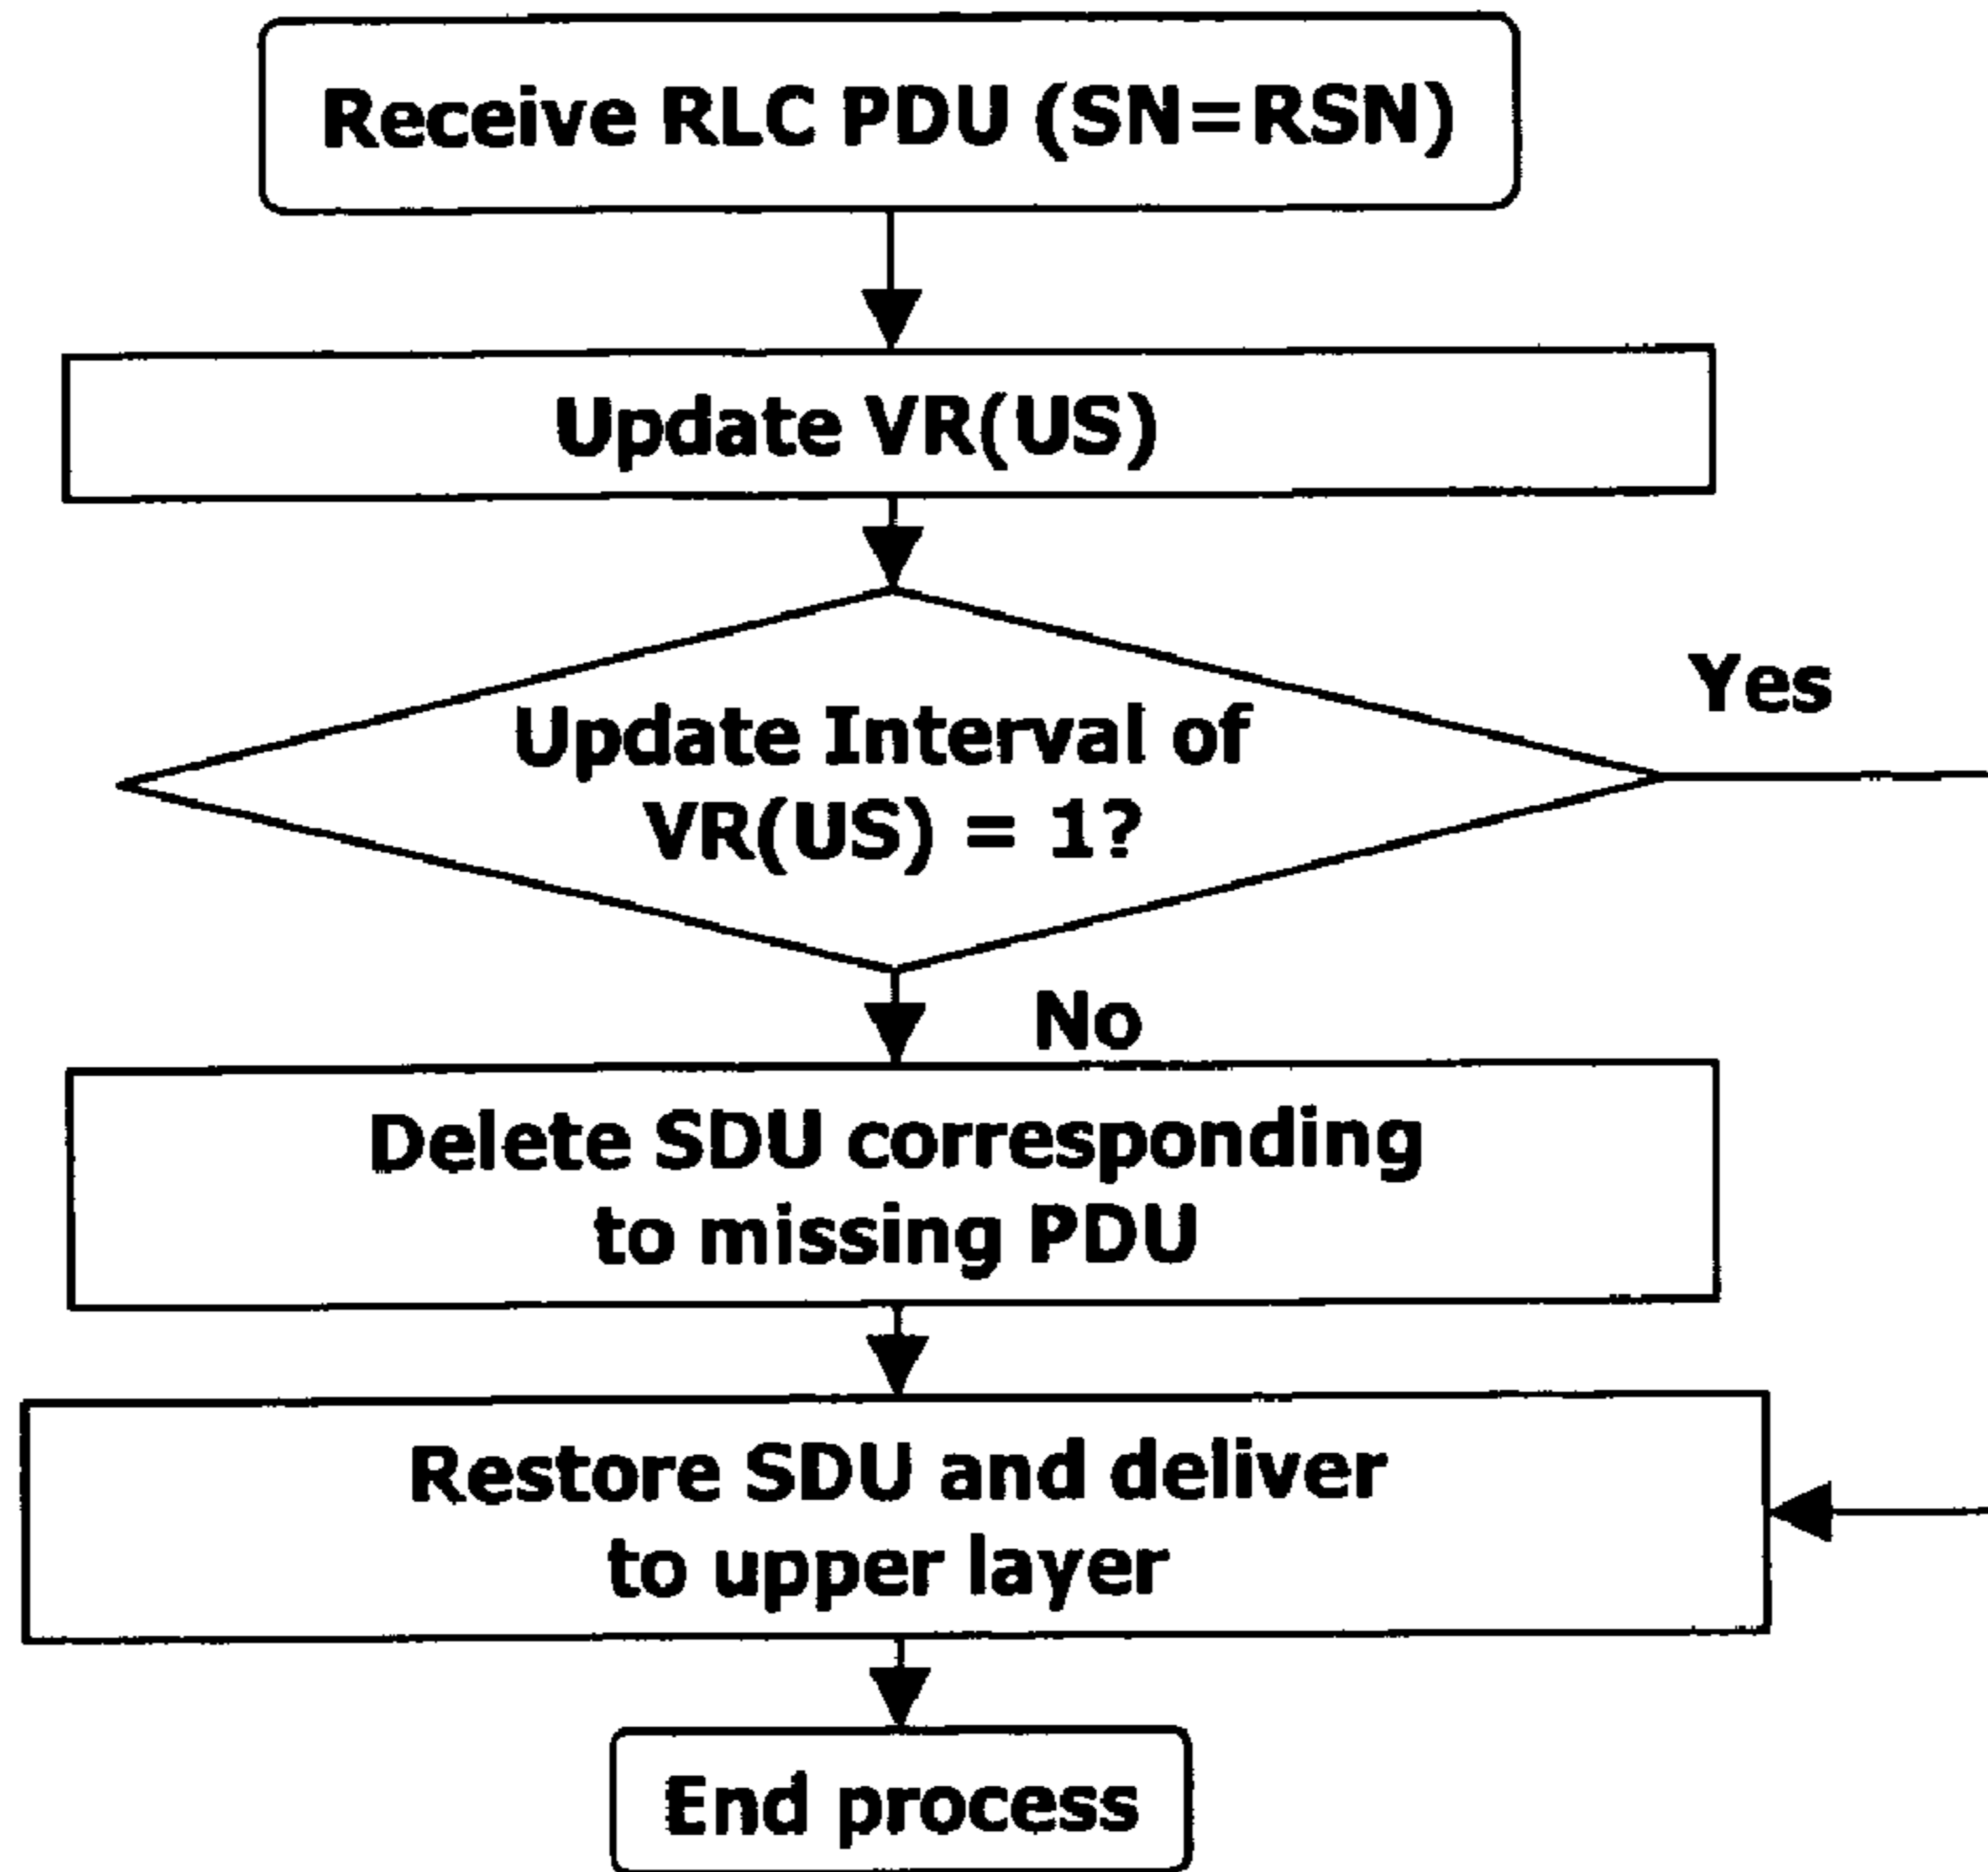 Receive RLC PDU (SN=RSN)
Update VR(US)
Update Interval of
VR(US) = 1?
Yes
No
Delete SDU corresponding
to missing PDU
Restore SDU and deliver
to upper layer
End process